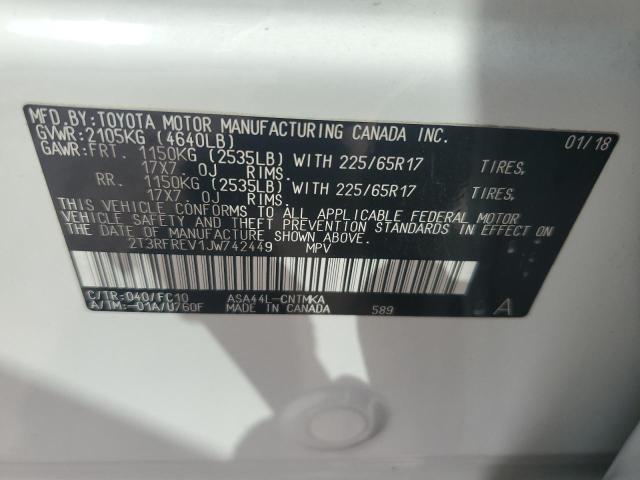 MFD.BY:TOYOTA MOTOR MANUFACTURING CANADA INC. 01/18
GVWR:2105KG (4640LB)
GAWR:FRT. 1150KG (2535LB) WITH 225/65R17 TIRES,
17X7.0J RIMS.
RR. 1150KG (2535LB) WITH 225/65R17 TIRES,
17X7.0J RIMS.
THIS VEHICLE CONFORMS TO ALL APPLICABLE FEDERAL MOTOR
VEHICLE SAFETY AND THEFT PREVENTION STANDARDS IN EFFECT ON
THE DATE OF MANUFACTURE SHOWN ABOVE.
2T3RFREV1JW742449 MPV
C/TR:040/FC10 ASA44L-CNTMKA
A/TM:-01A/U760F MADE IN CANADA 589 A